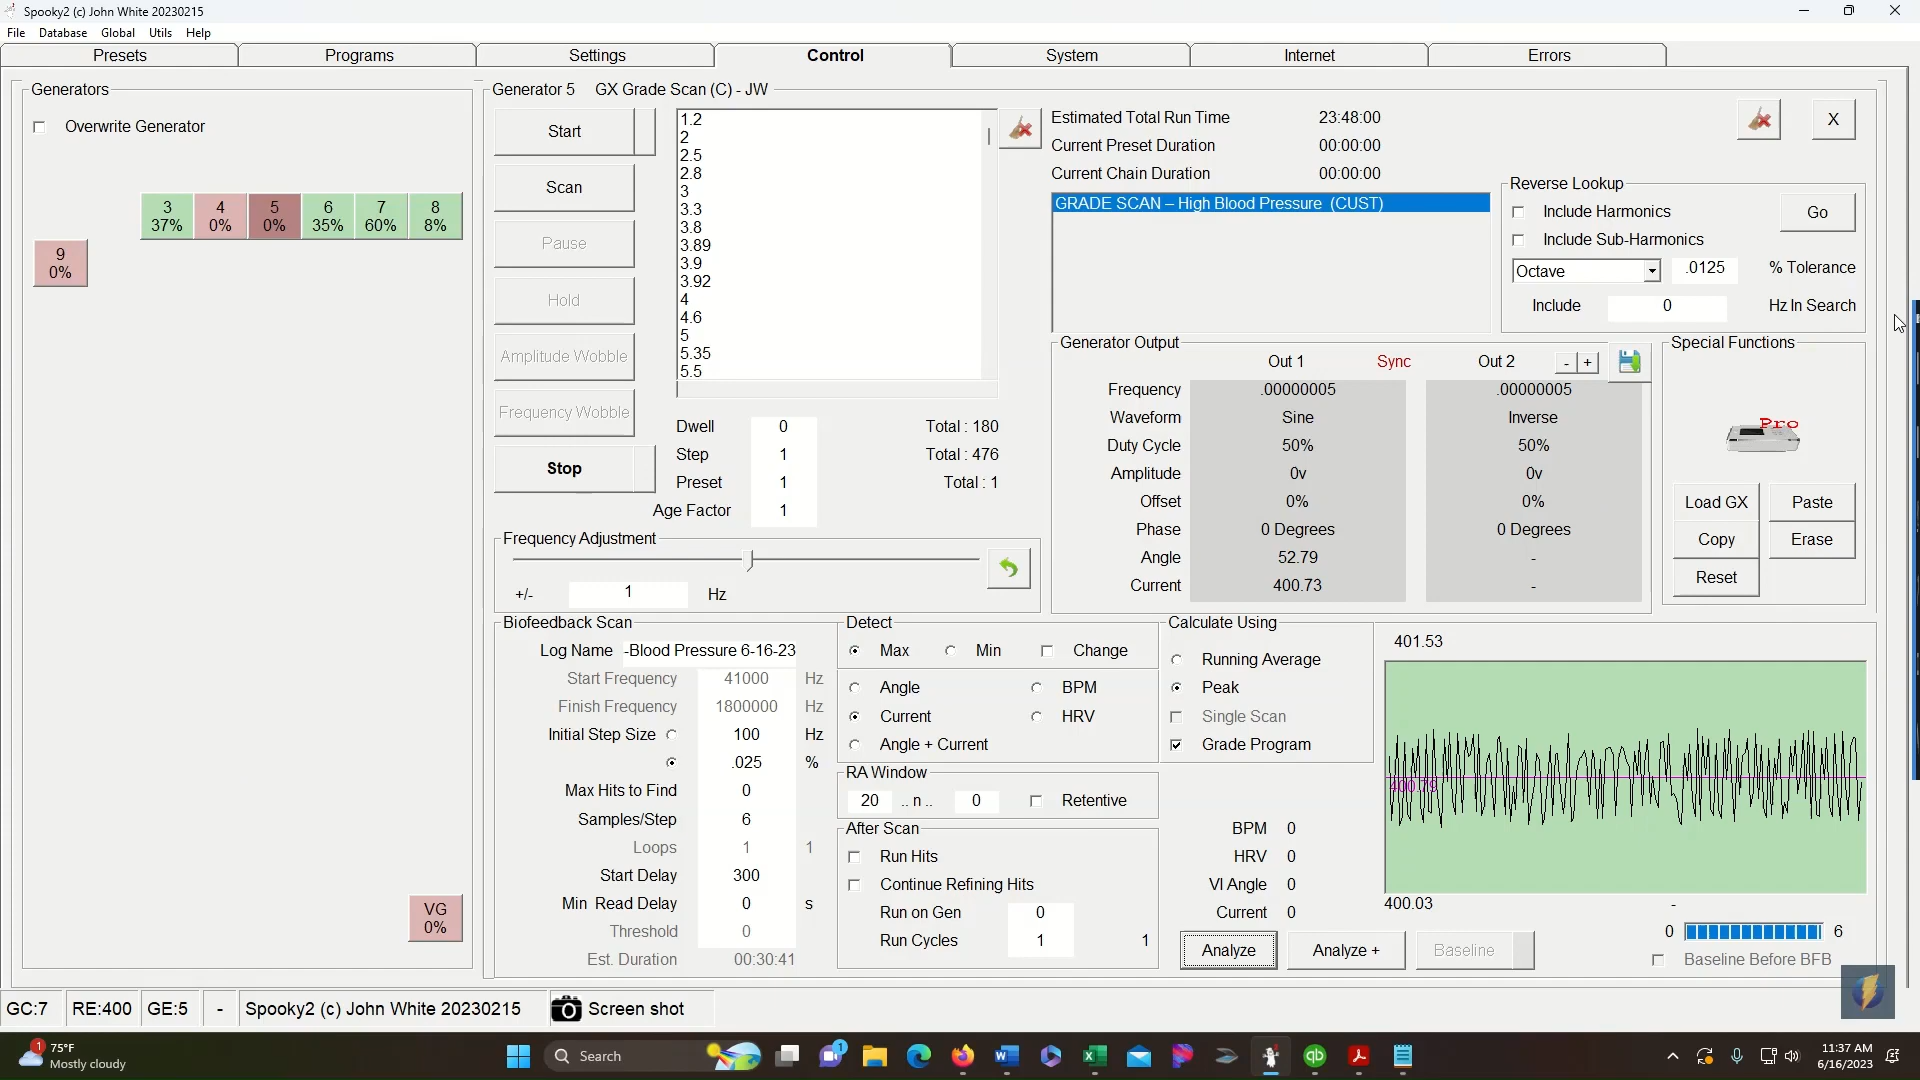 Spooky2 (c) John White 20230215
File Database Global Utils Help
Presets Programs Settings Control System Internet Errors
Generators
Overwrite Generator
3 4 5 6 7 8
37% 0% 0% 35% 60% 8%
9
0%
VG
0%
Generator 5 GX Grade Scan (C) - JW
Start
Scan
Pause
Hold
Amplitude Wobble
Frequency Wobble
Stop
1.2
2
2.5
2.8
3
3.3
3.8
3.89
3.9
3.92
4
4.6
5
5.35
5.5
Dwell 0 Total : 180
Step 1 Total : 476
Preset 1 Total : 1
Age Factor 1
Frequency Adjustment
+/- 1 Hz
Estimated Total Run Time 23:48:00
Current Preset Duration 00:00:00
Current Chain Duration 00:00:00
GRADE SCAN – High Blood Pressure (CUST)
X
Reverse Lookup
Include Harmonics Go
Include Sub-Harmonics
Octave .0125 % Tolerance
Include 0 Hz In Search
Generator Output
Out 1 Sync Out 2 - +
Frequency .00000005 .00000005
Waveform Sine Inverse
Duty Cycle 50% 50%
Amplitude 0v 0v
Offset 0% 0%
Phase 0 Degrees 0 Degrees
Angle 52.79 -
Current 400.73 -
Special Functions
Pro
Load GX Paste
Copy Erase
Reset
Biofeedback Scan
Log Name -Blood Pressure 6-16-23
Start Frequency 41000 Hz
Finish Frequency 1800000 Hz
Initial Step Size 100 Hz
.025 %
Max Hits to Find 0
Samples/Step 6
Loops 1 1
Start Delay 300
Min Read Delay 0 s
Threshold 0
Est. Duration 00:30:41
Detect
Max Min Change
Angle BPM
Current HRV
Angle + Current
RA Window
20 .. n .. 0 Retentive
After Scan
Run Hits
Continue Refining Hits
Run on Gen 0
Run Cycles 1 1
Calculate Using
Running Average
Peak
Single Scan
Grade Program
BPM 0
HRV 0
VI Angle 0
Current 0
Analyze Analyze + Baseline
401.53
400.79
400.03 -
0 6
Baseline Before BFB
GC:7 RE:400 GE:5 - Spooky2 (c) John White 20230215 Screen shot
1 75°F
Mostly cloudy
Search
1
11:37 AM
6/16/2023